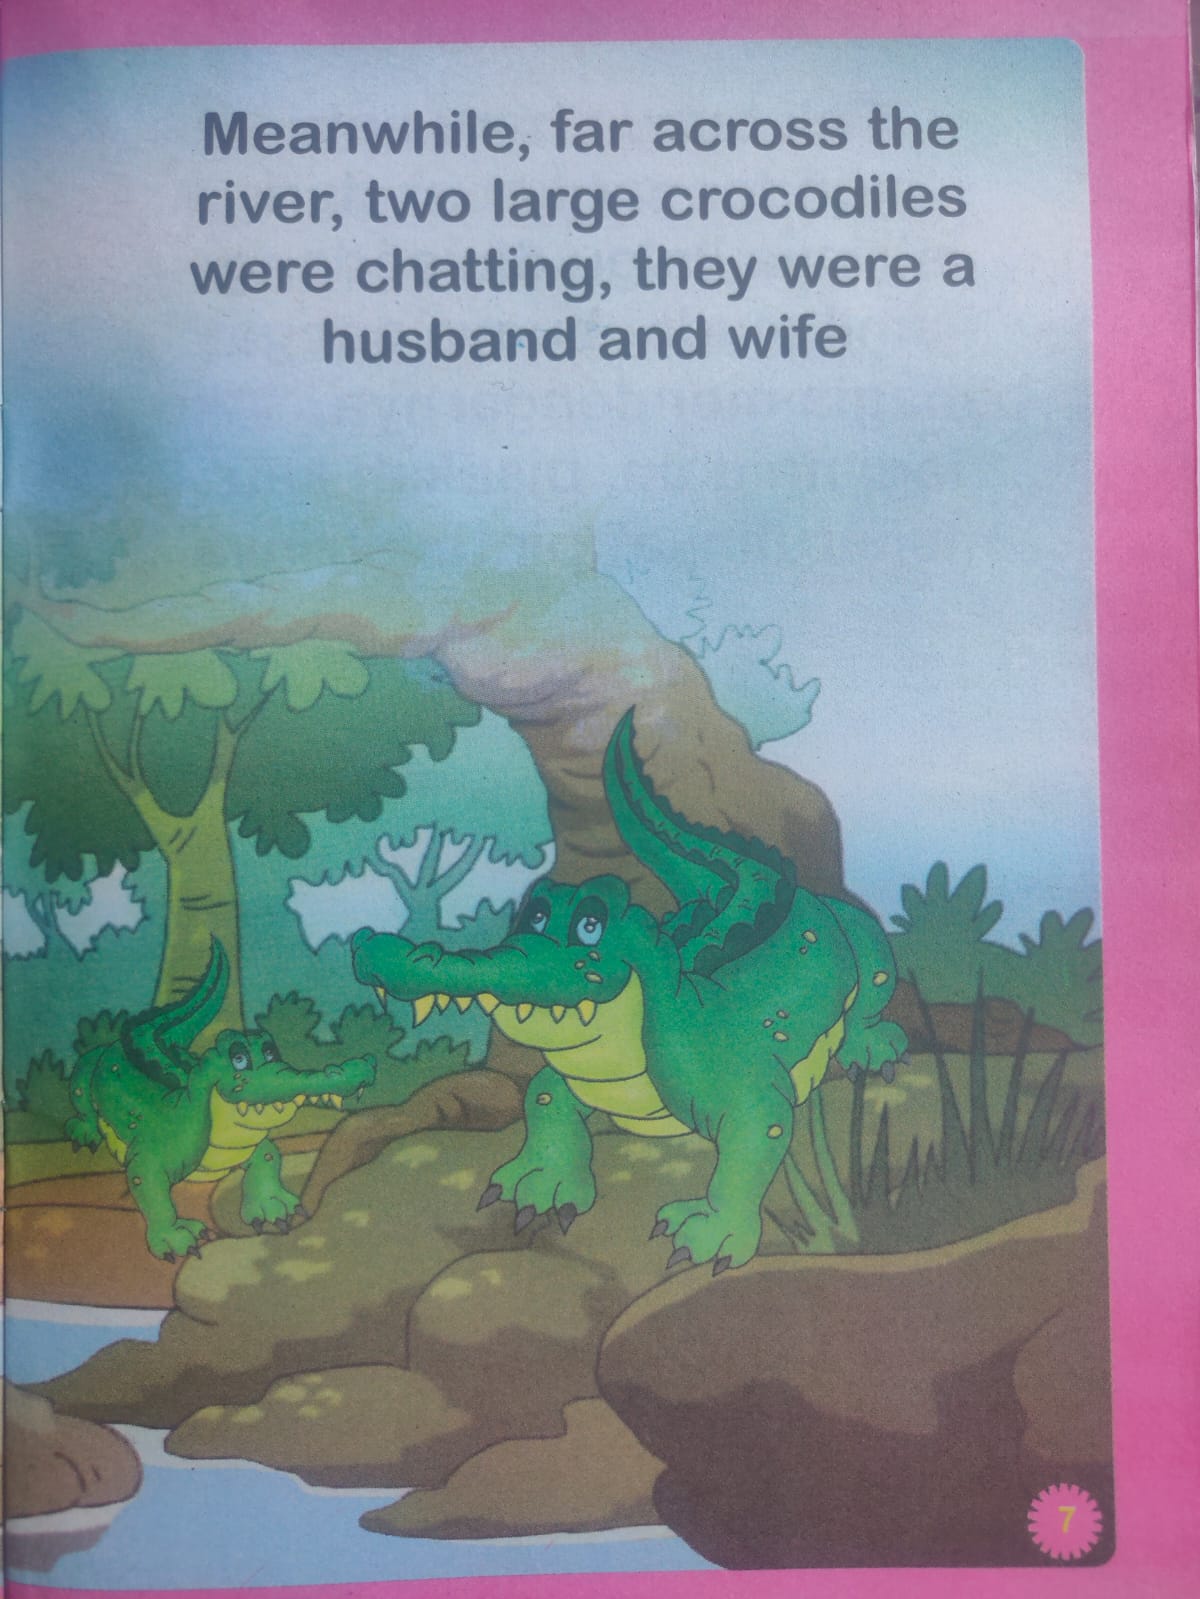 Meanwhile, far across the
river, two large crocodiles
were chatting, they were a
husband and wife
7